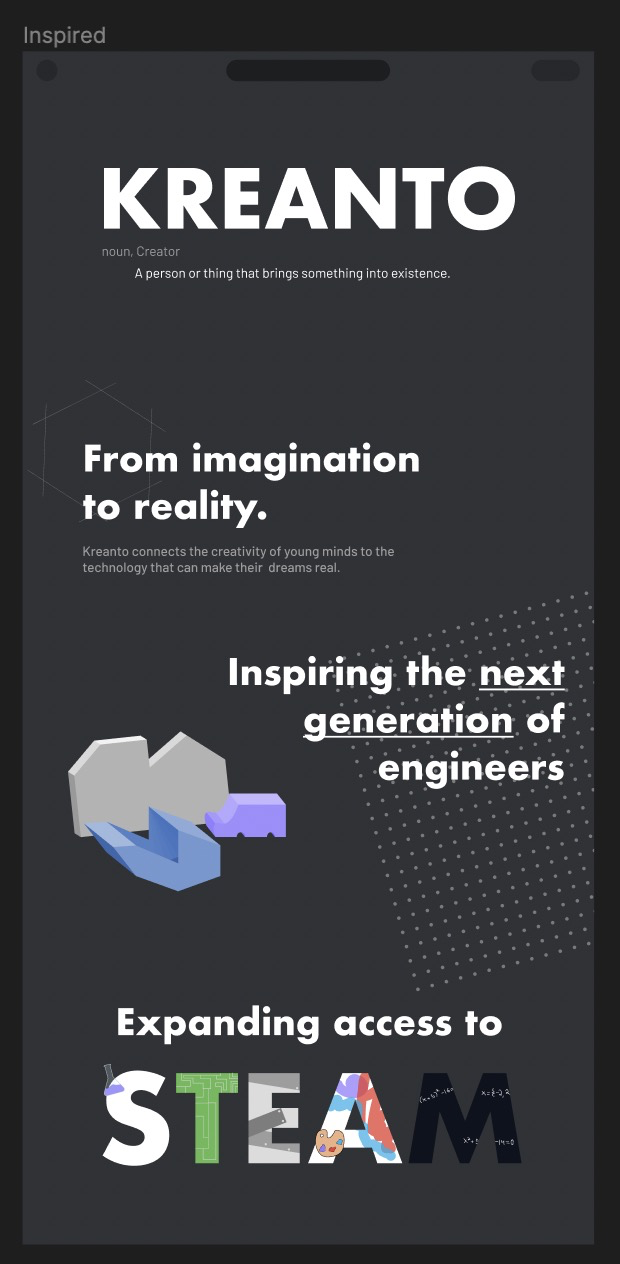 Inspired
KREANTO
noun, Creator
A person or thing that brings something into existence.
From imagination
to reality.
Kreanto connects the creativity of young minds to the
technology that can make their dreams real.
Inspiring the next
generation of
engineers
Expanding access to
STEAM